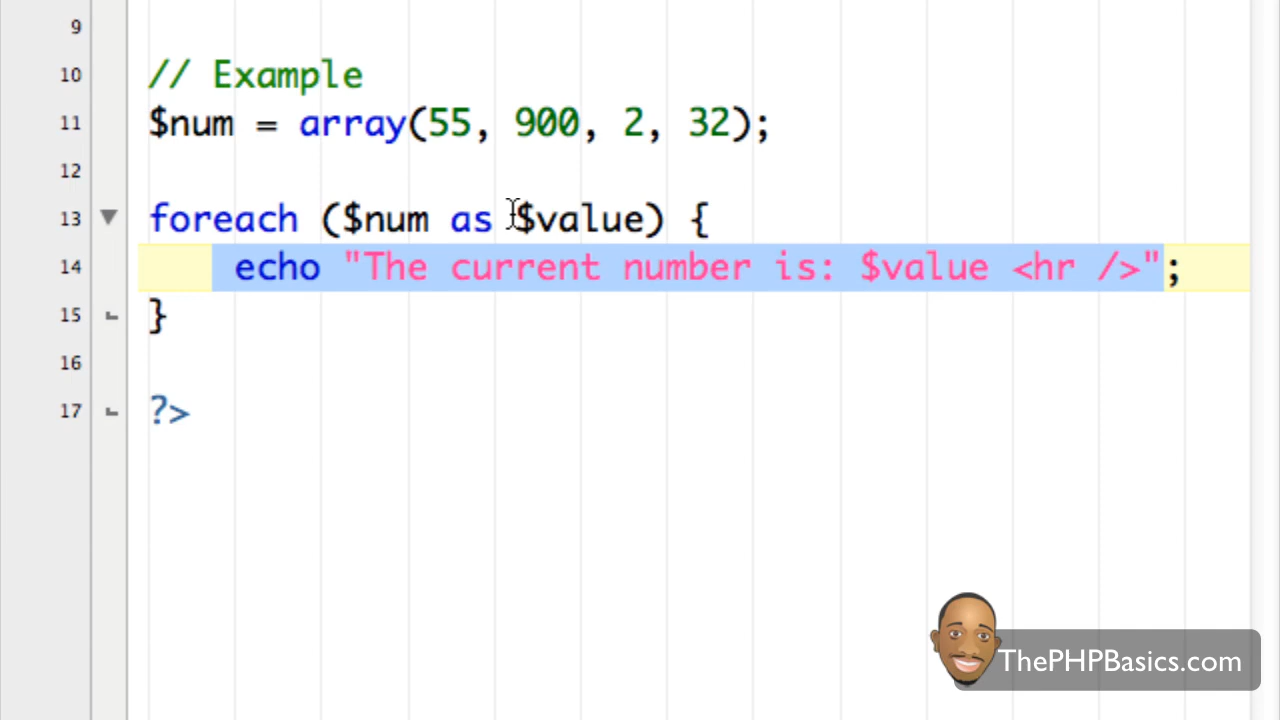 9
10 // Example
11 $num = array(55, 900, 2, 32);
12
13 foreach ($num as $value) {
14 echo "The current number is: $value <hr />";
15 }
16
17 ?>
ThePHPBasics.com